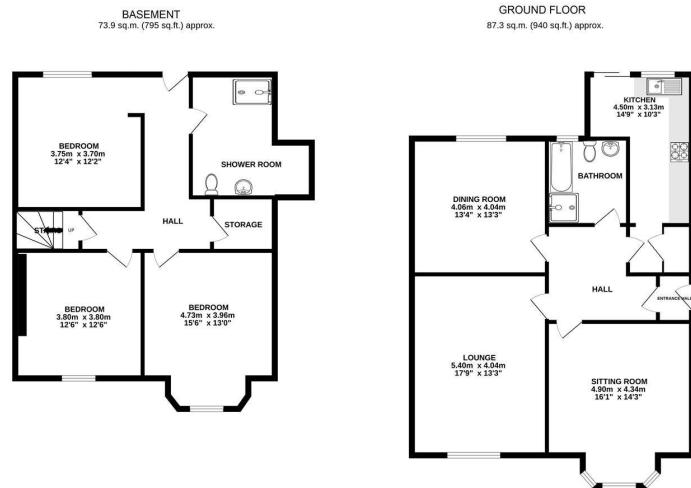 BASEMENT
73.9 sq.m. (795 sq.ft.) approx.
GROUND FLOOR
87.3 sq.m. (940 sq.ft.) approx.
BEDROOM
3.75m x 3.70m
12'4" x 12'2"
SHOWER ROOM
UP
HALL
STORAGE
BEDROOM
3.80m x 3.80m
12'6" x 12'6"
BEDROOM
4.73m x 3.96m
15'6" x 13'0"
KITCHEN
4.50m x 3.13m
14'9" x 10'3"
DINING ROOM
4.06m x 4.04m
13'4" x 13'3"
BATHROOM
HALL
ENTRANCE HALL
LOUNGE
5.40m x 4.04m
17'9" x 13'3"
SITTING ROOM
4.90m x 4.34m
16'1" x 14'3"